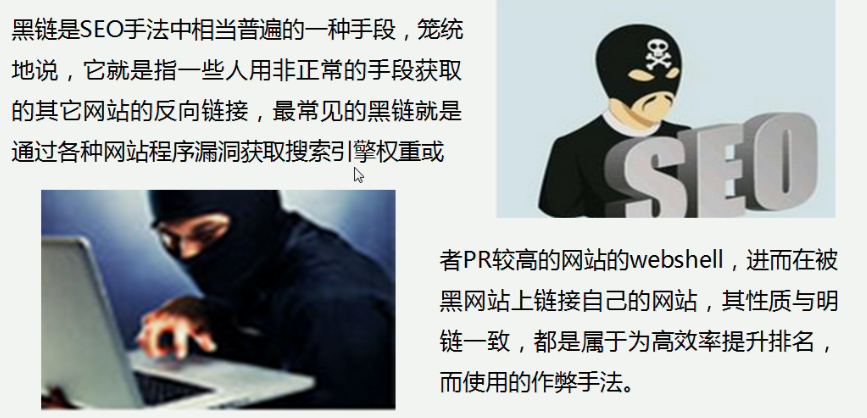 黑链是SEO手法中相当普遍的一种手段，笼统
地说，它就是指一些人用非正常的手段获取
的其它网站的反向链接，最常见的黑链就是
通过各种网站程序漏洞获取搜索引擎权重或
SEO
者PR较高的网站的webshell，进而在被
黑网站上链接自己的网站，其性质与明
链一致，都是属于为高效率提升排名，
而使用的作弊手法。